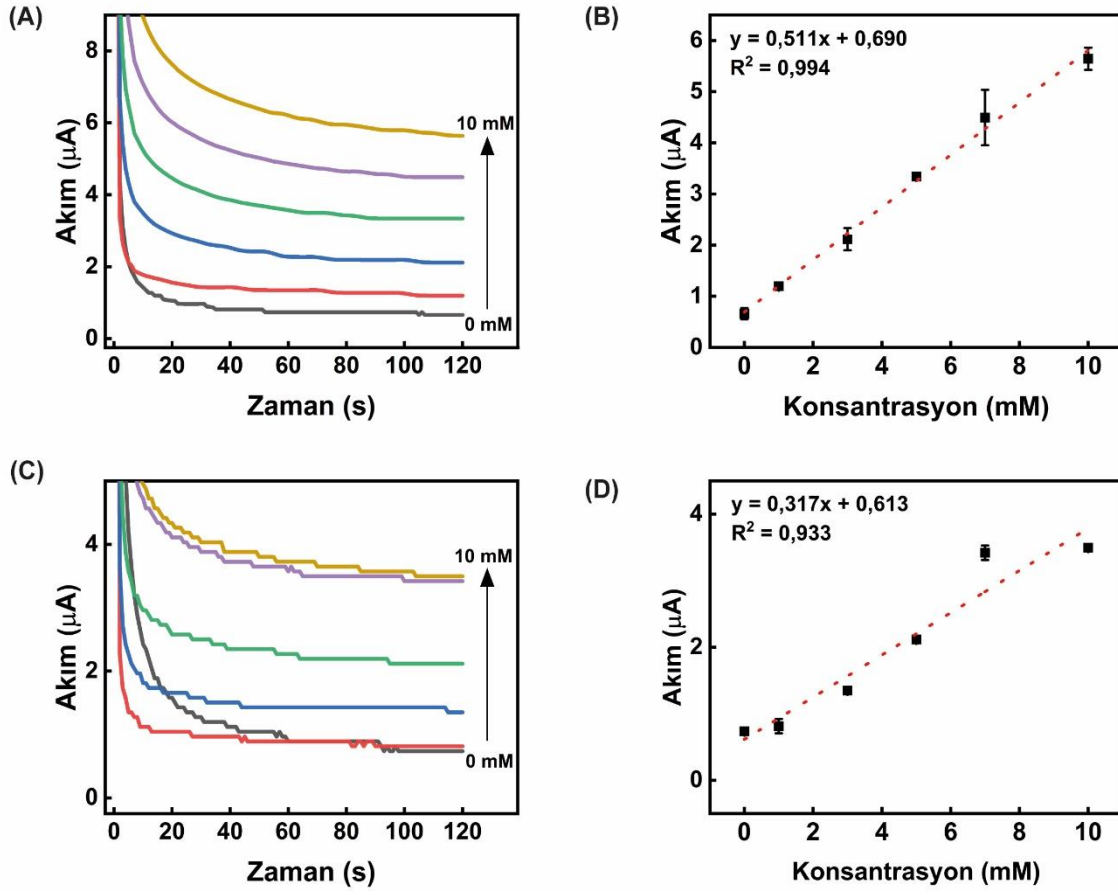 (A)
8
6
4
2
0
Akım (µA)
10 mM
0 mM
0 20 40 60 80 100 120
Zaman (s)
(B)
y = 0,511x + 0,690
R² = 0,994
6
5
4
3
2
1
0
Akım (µA)
0 2 4 6 8 10
Konsantrasyon (mM)
(C)
4
2
0
Akım (µA)
10 mM
0 mM
0 20 40 60 80 100 120
Zaman (s)
(D)
y = 0,317x + 0,613
R² = 0,933
4
2
0
Akım (µA)
0 2 4 6 8 10
Konsantrasyon (mM)